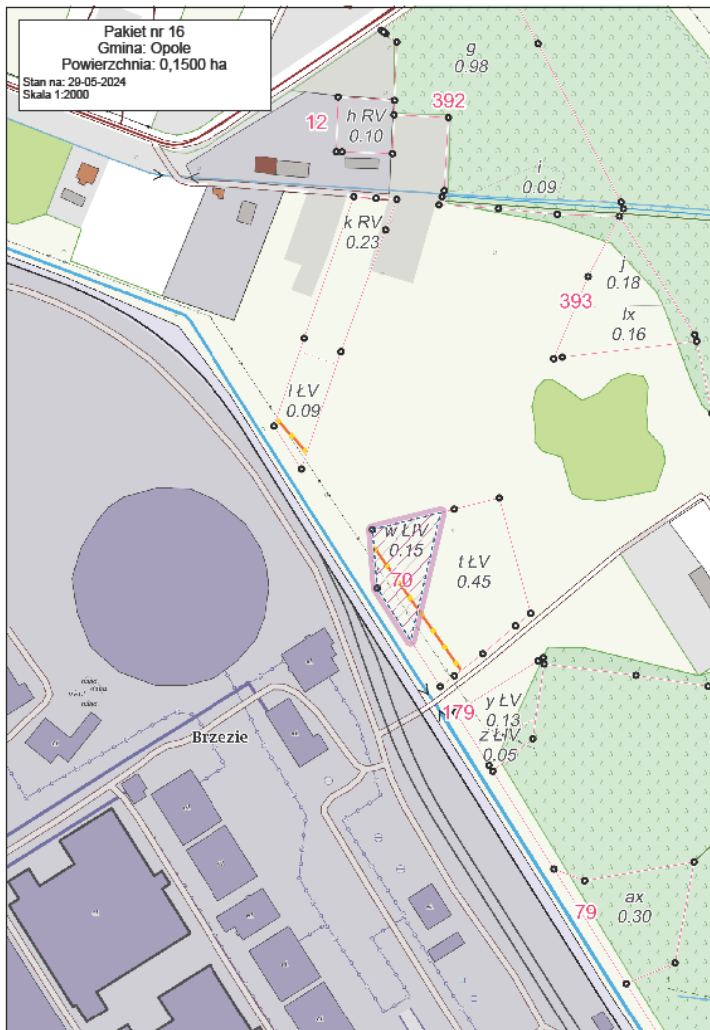 Pakiet nr 16
Gmina: Opole
Powierzchnia: 0,1500 ha
Stan na: 29-05-2024
Skala 1:2000
g
0.98
392
12
h RV
0.10
i
0.09
k RV
0.23
j
0.18
393
lx
0.16
l ŁV
0.09
w ŁIV
0.15
t ŁV
0.45
70
179
y ŁV
0.13
z ŁIV
0.05
Brzezie
ax
0.30
79